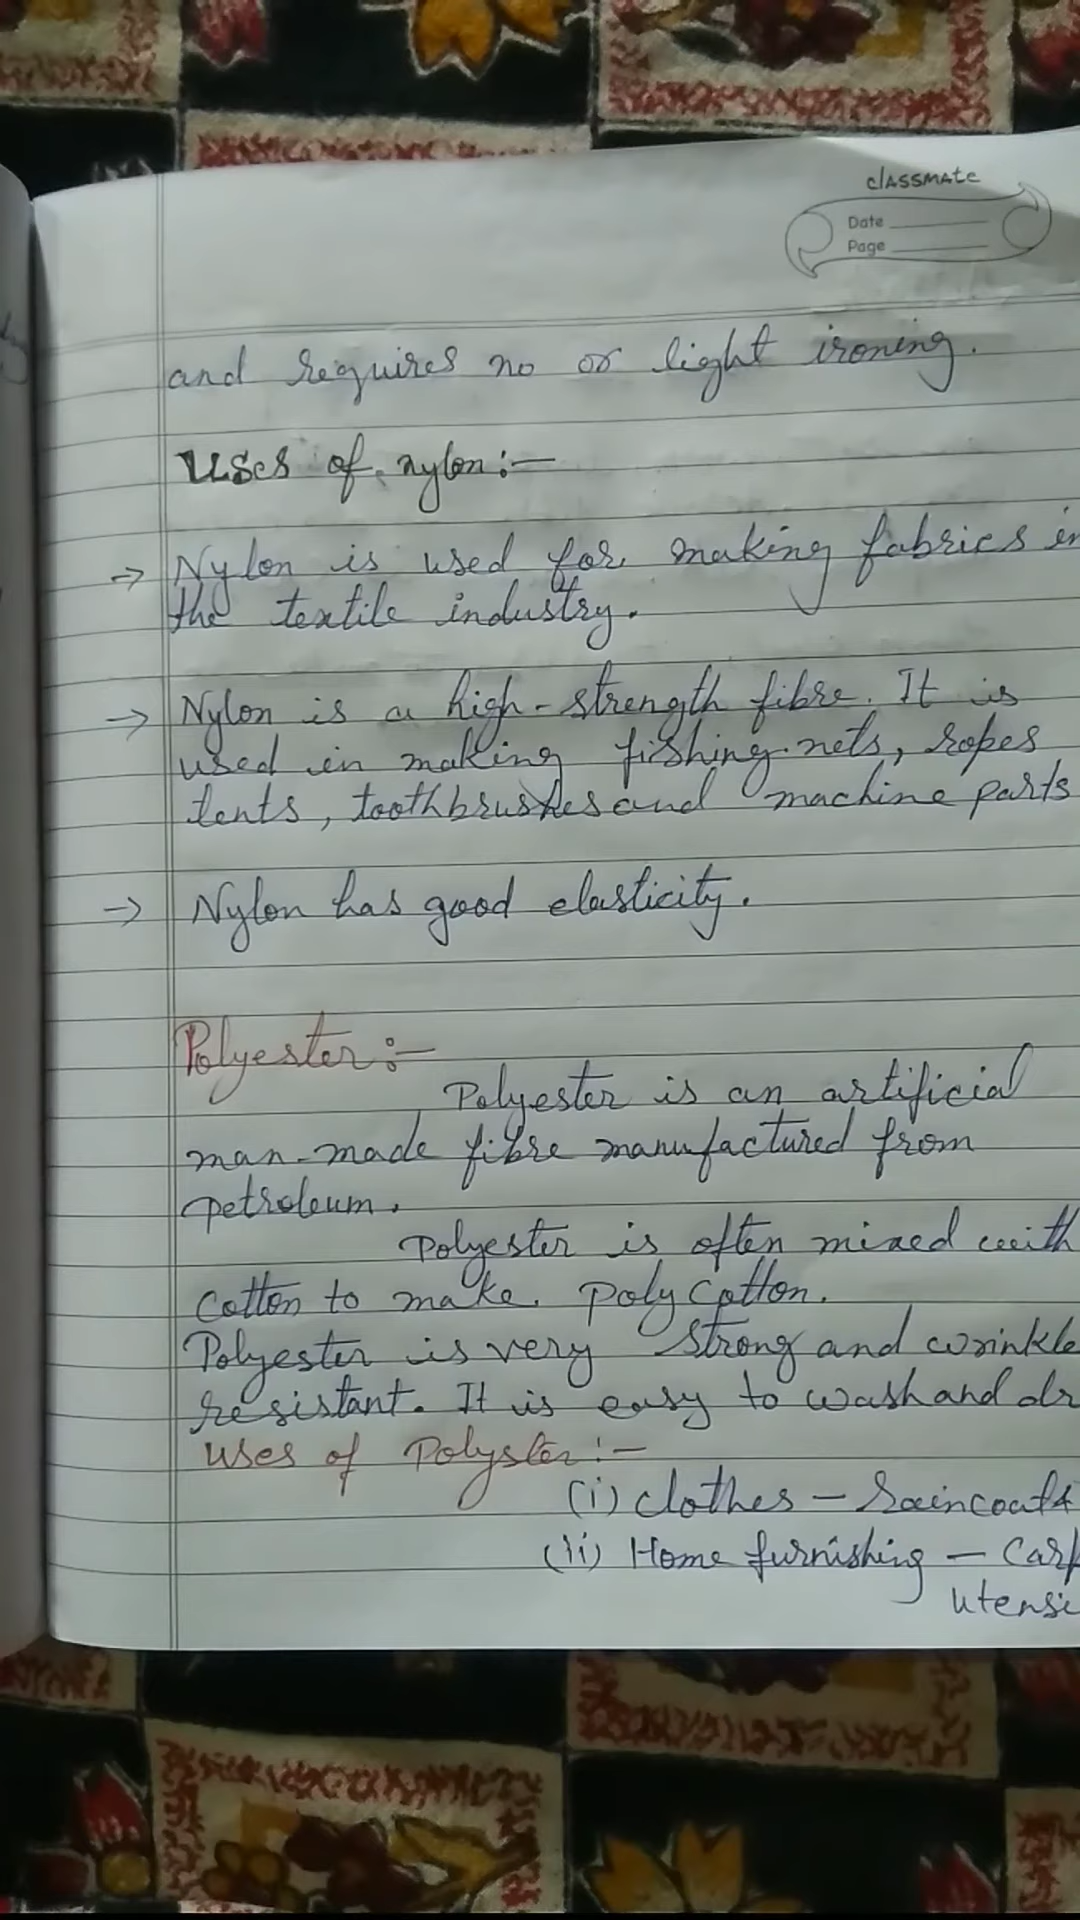 classmate
Date
Page
and requires no or light ironing.
Uses of nylon:-
→ Nylon is used for making fabrics in
the textile industry.
→ Nylon is a high-strength fibre. It is
used in making fishing nets, ropes
tents, toothbrushes and machine parts
→ Nylon has good elasticity.
Polyester:-
Polyester is an artificial
man-made fibre manufactured from
petroleum.
Polyester is often mixed with
cotton to make Polycotton.
Polyester is very strong and wrinkle
resistant. It is easy to wash and dr
Uses of Polyster:-
(i) Clothes - Raincoats
(ii) Home furnishing - Carp
utensi